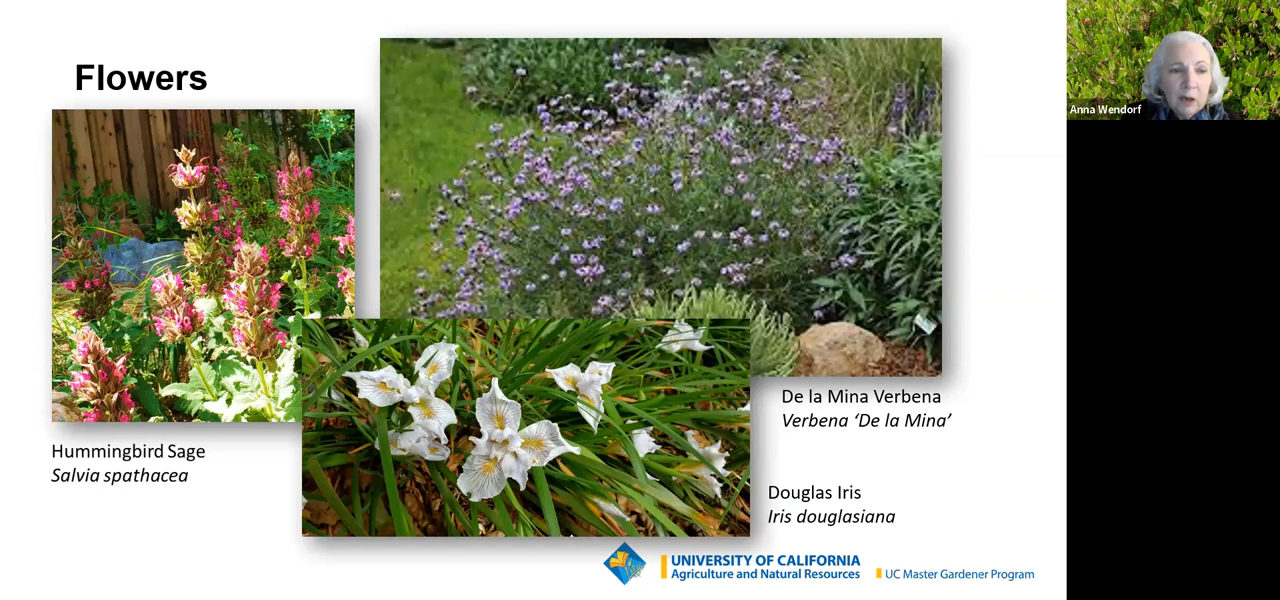 Flowers
Anna Wendorf
De la Mina Verbena
Verbena ‘De la Mina’
Hummingbird Sage
Salvia spathacea
Douglas Iris
Iris douglasiana
UNIVERSITY OF CALIFORNIA
Agriculture and Natural Resources
UC Master Gardener Program